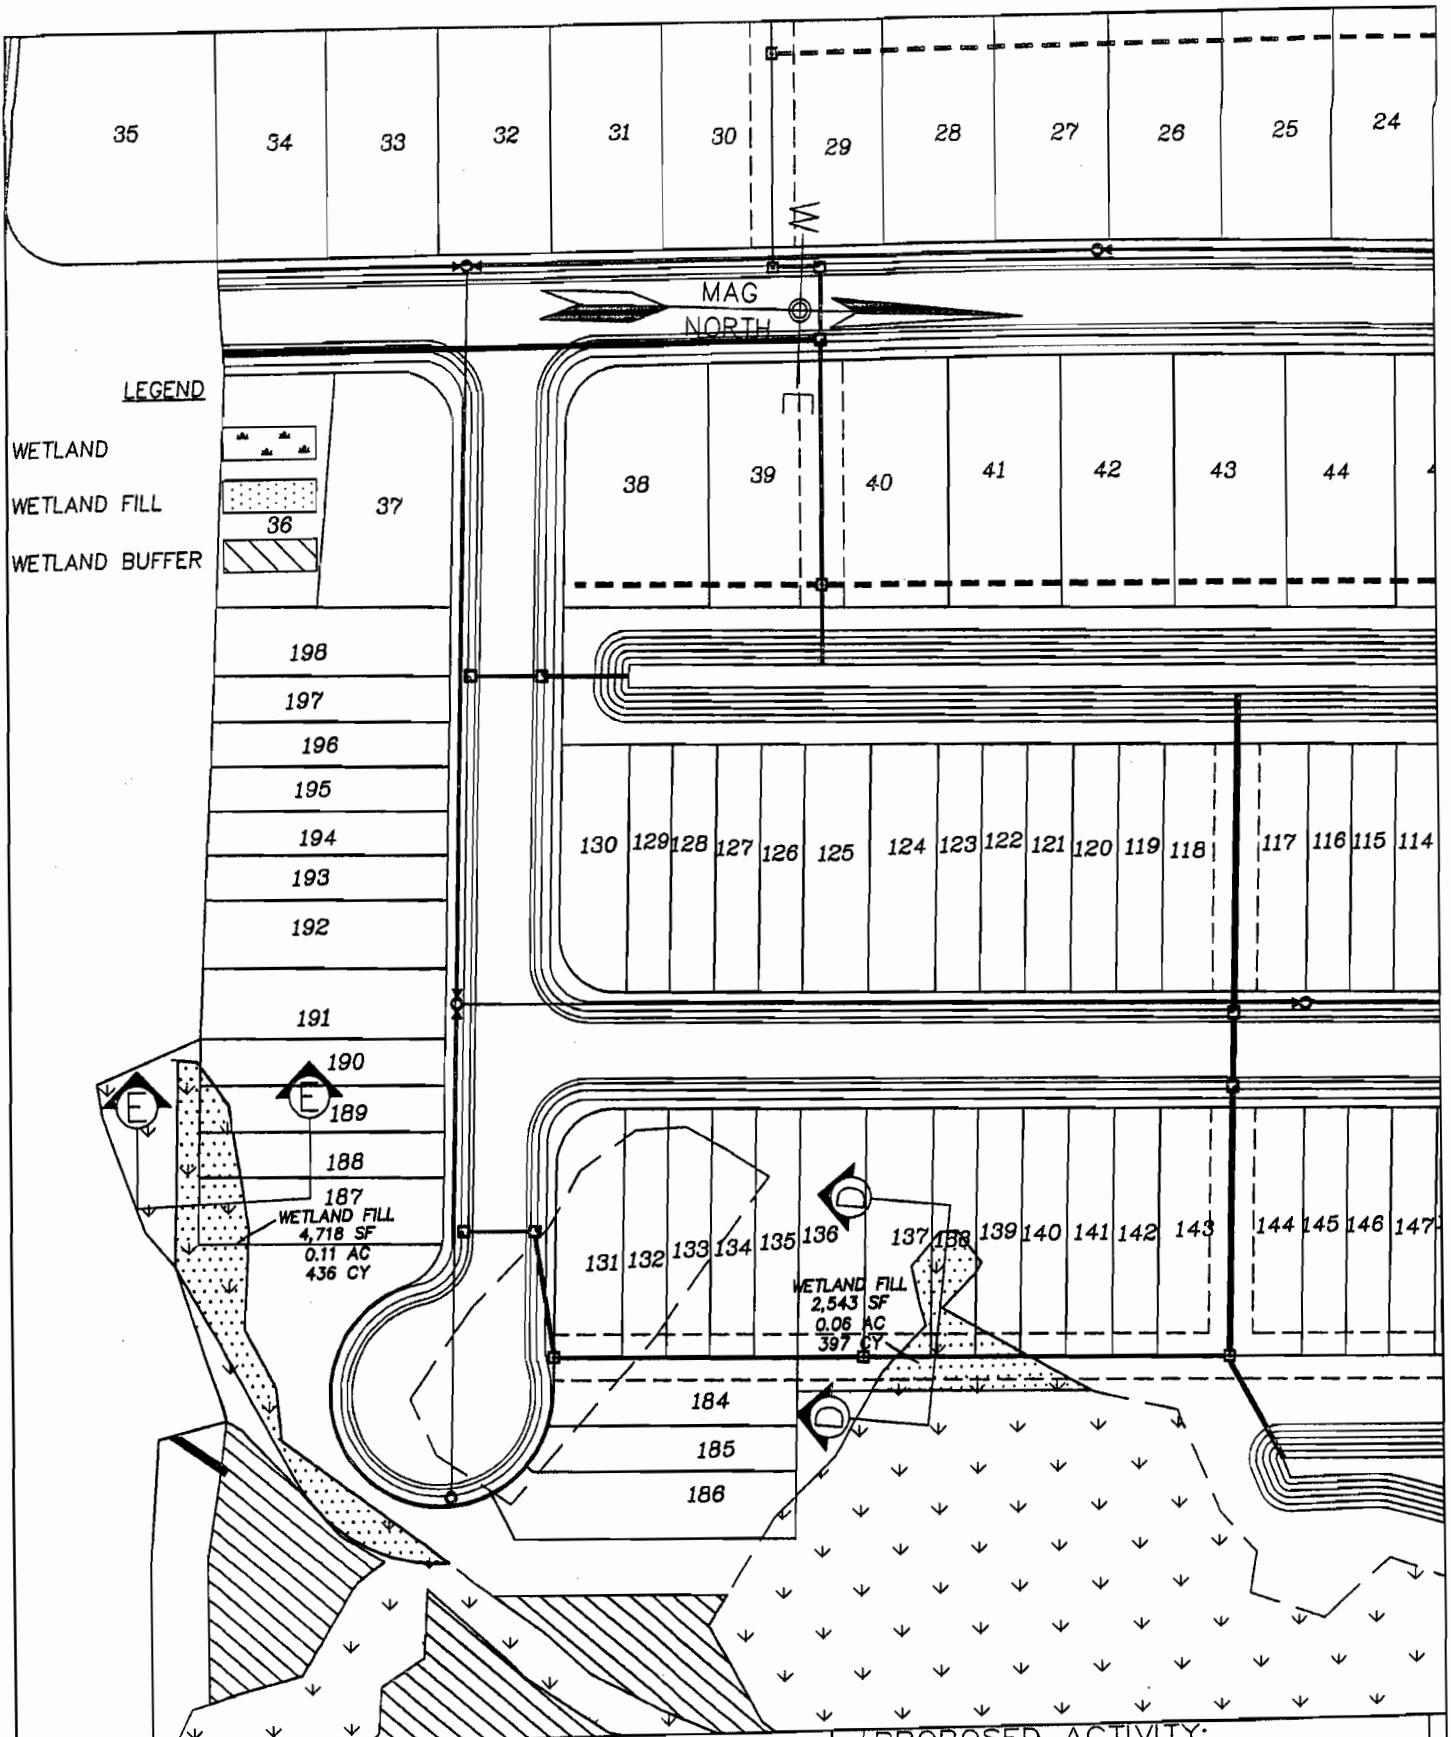 35 34 33 32 31 30 29 28 27 26 25 24
W
MAG
NORTH
E
LEGEND
WETLAND
WETLAND FILL
36
WETLAND BUFFER
37
38 39 40 41 42 43 44
198
197
196
195
194
193
192
191
190
189
188
187
130 129 128 127 126 125 124 123 122 121 120 119 118 117 116 115 114
E E
WETLAND FILL
4,718 SF
0.11 AC
436 CY
D
131 132 133 134 135 136 137 138 139 140 141 142 143 144 145 146 147
WETLAND FILL
2,543 SF
0.06 AC
397 CY
D
184
185
186
PROPOSED ACTIVITY: